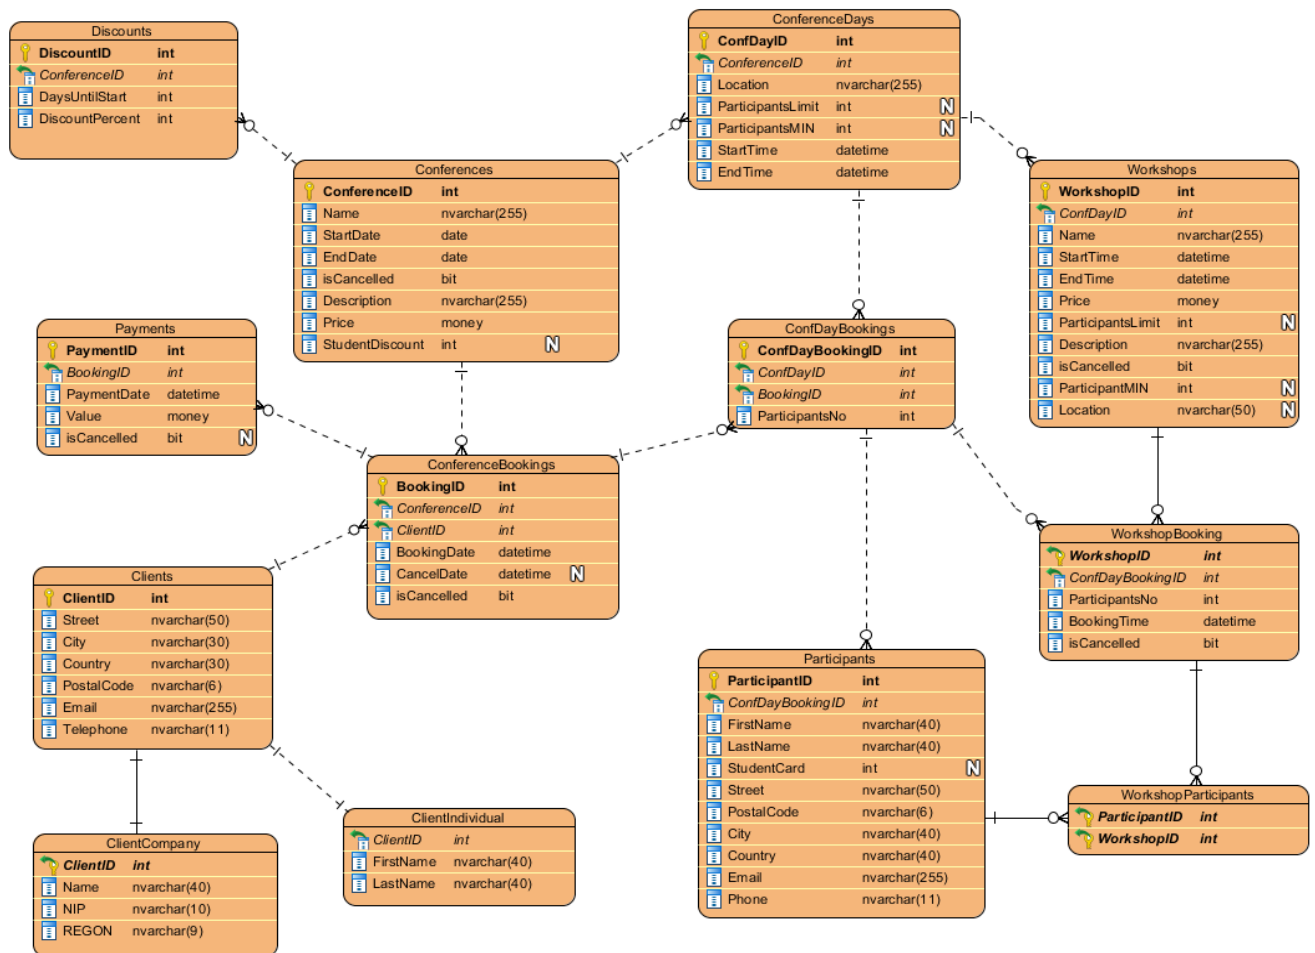 Discounts
DiscountID int
ConferenceID int
DaysUntilStart int
DiscountPercent int
ConferenceDays
ConfDayID int
ConferenceID int
Location nvarchar(255)
ParticipantsLimit int N
ParticipantsMIN int N
StartTime datetime
EndTime datetime
Conferences
ConferenceID int
Name nvarchar(255)
StartDate date
EndDate date
isCancelled bit
Description nvarchar(255)
Price money
StudentDiscount int N
Workshops
WorkshopID int
ConfDayID int
Name nvarchar(255)
StartTime datetime
EndTime datetime
Price money
ParticipantsLimit int N
Description nvarchar(255)
isCancelled bit
ParticipantMIN int N
Location nvarchar(50) N
Payments
PaymentID int
BookingID int
PaymentDate datetime
Value money
isCancelled bit N
ConfDayBookings
ConfDayBookingID int
ConfDayID int
BookingID int
ParticipantsNo int
ConferenceBookings
BookingID int
ConferenceID int
ClientID int
BookingDate datetime
CancelDate datetime N
isCancelled bit
WorkshopBooking
WorkshopID int
ConfDayBookingID int
ParticipantsNo int
BookingTime datetime
isCancelled bit
Clients
ClientID int
Street nvarchar(50)
City nvarchar(30)
Country nvarchar(30)
PostalCode nvarchar(6)
Email nvarchar(255)
Telephone nvarchar(11)
Participants
ParticipantID int
ConfDayBookingID int
FirstName nvarchar(40)
LastName nvarchar(40)
StudentCard int N
Street nvarchar(50)
PostalCode nvarchar(6)
City nvarchar(40)
Country nvarchar(40)
Email nvarchar(255)
Phone nvarchar(11)
WorkshopParticipants
ParticipantID int
WorkshopID int
ClientIndividual
ClientID int
FirstName nvarchar(40)
LastName nvarchar(40)
ClientCompany
ClientID int
Name nvarchar(40)
NIP nvarchar(10)
REGON nvarchar(9)